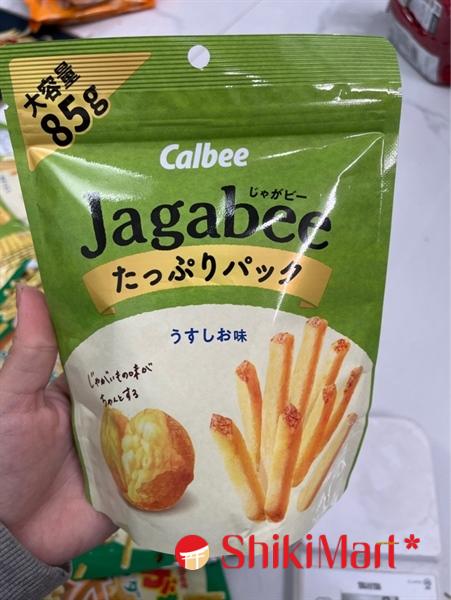 大容量
85g
Calbee
じゃがビー
Jagabee
たっぷりパック
うすしお味
じゃがいもの味が
ちゃんとする
ShikiMart*